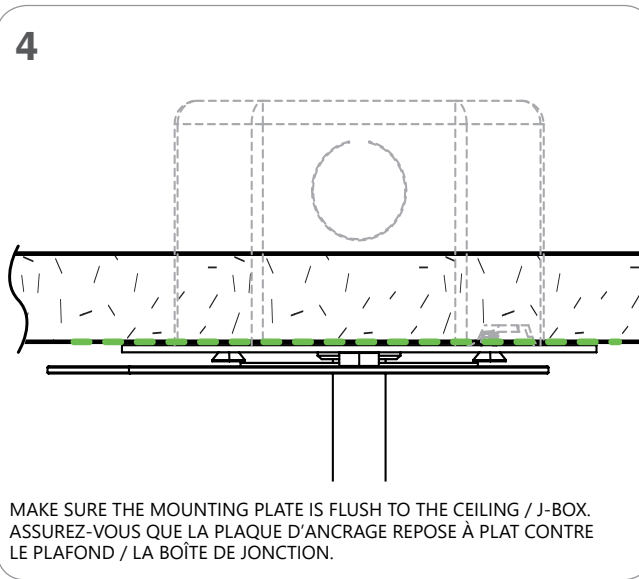 4
MAKE SURE THE MOUNTING PLATE IS FLUSH TO THE CEILING / J-BOX.
ASSUREZ-VOUS QUE LA PLAQUE D'ANCRAGE REPOSE À PLAT CONTRE
LE PLAFOND / LA BOÎTE DE JONCTION.